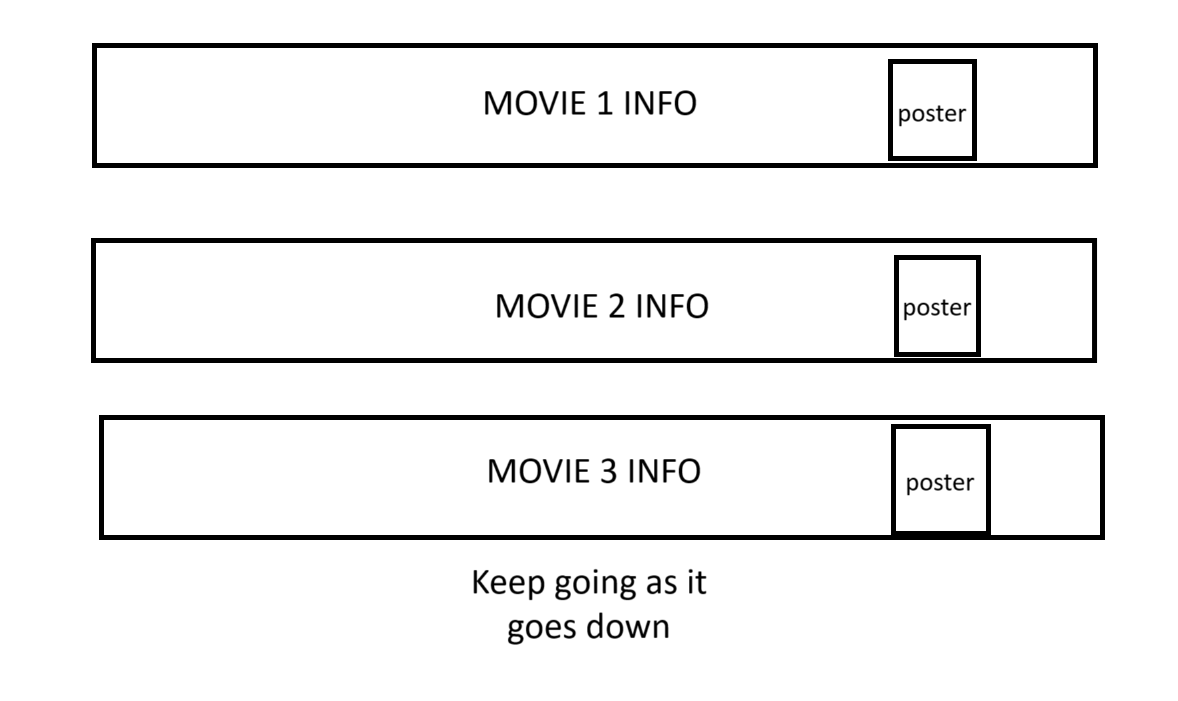 MOVIE 1 INFO
poster
MOVIE 2 INFO
poster
MOVIE 3 INFO
poster
Keep going as it
goes down